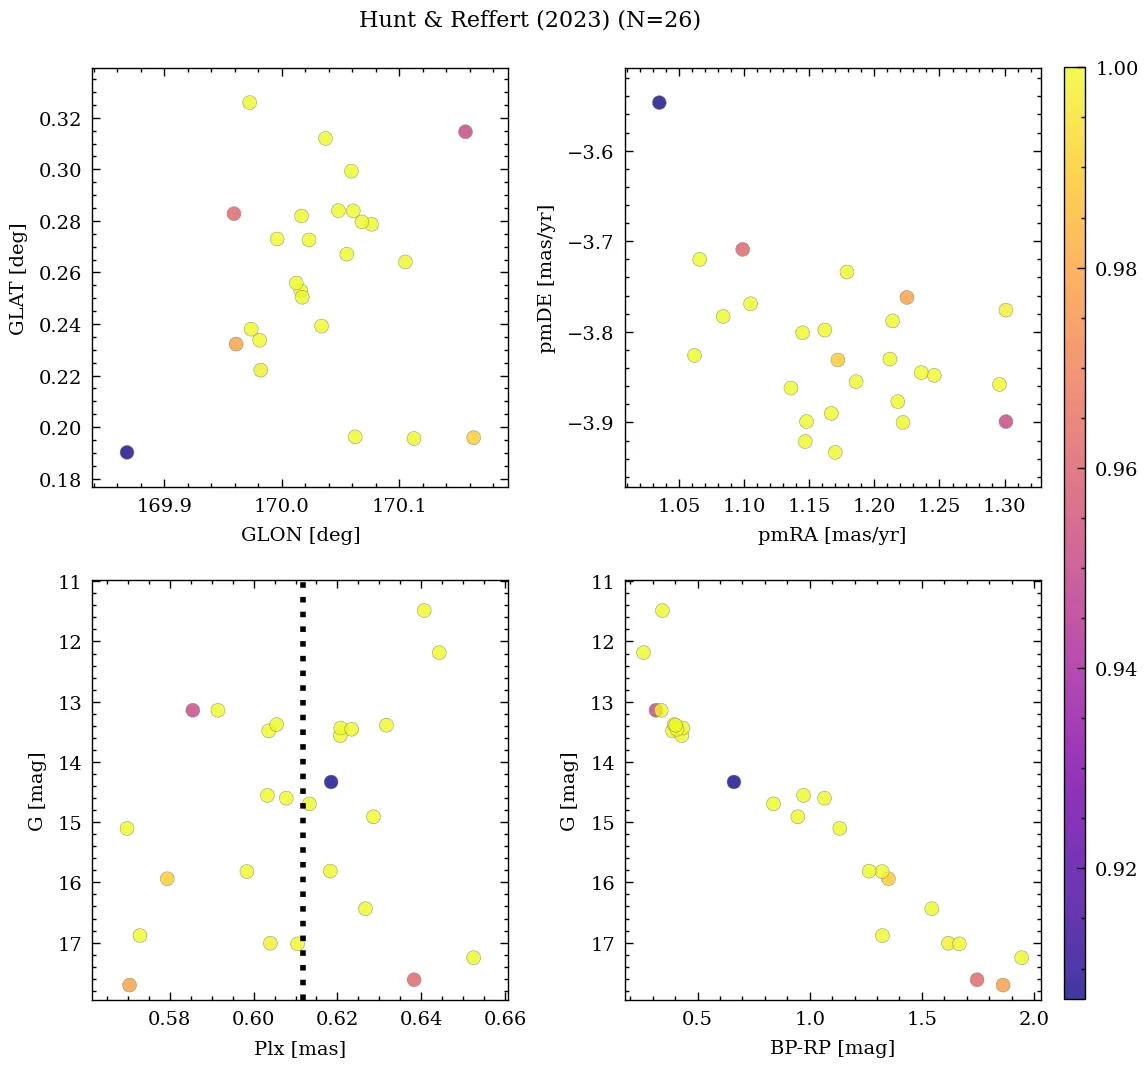 Hunt & Reffert (2023) (N=26)
GLAT [deg]
0.32
0.30
0.28
0.26
0.24
0.22
0.20
0.18
169.9 170.0 170.1
GLON [deg]
pmDE [mas/yr]
−3.6
−3.7
−3.8
−3.9
1.05 1.10 1.15 1.20 1.25 1.30
pmRA [mas/yr]
G [mag]
11
12
13
14
15
16
17
0.58 0.60 0.62 0.64 0.66
Plx [mas]
G [mag]
11
12
13
14
15
16
17
0.5 1.0 1.5 2.0
BP-RP [mag]
1.00
0.98
0.96
0.94
0.92